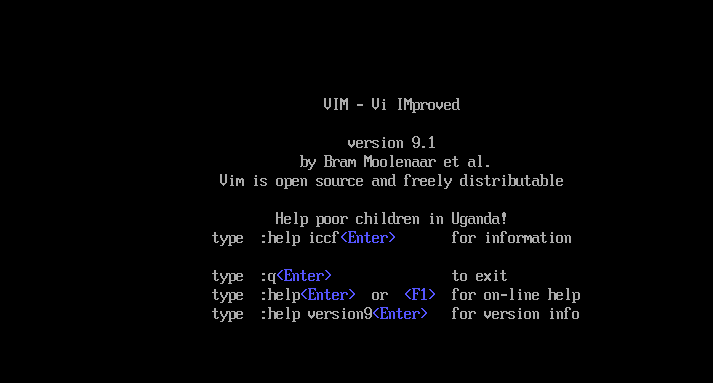 VIM - Vi IMproved
version 9.1
by Bram Moolenaar et al.
Vim is open source and freely distributable
Help poor children in Uganda!
type :help iccf<Enter> for information
type :q<Enter> to exit
type :help<Enter> or <F1> for on-line help
type :help version9<Enter> for version info